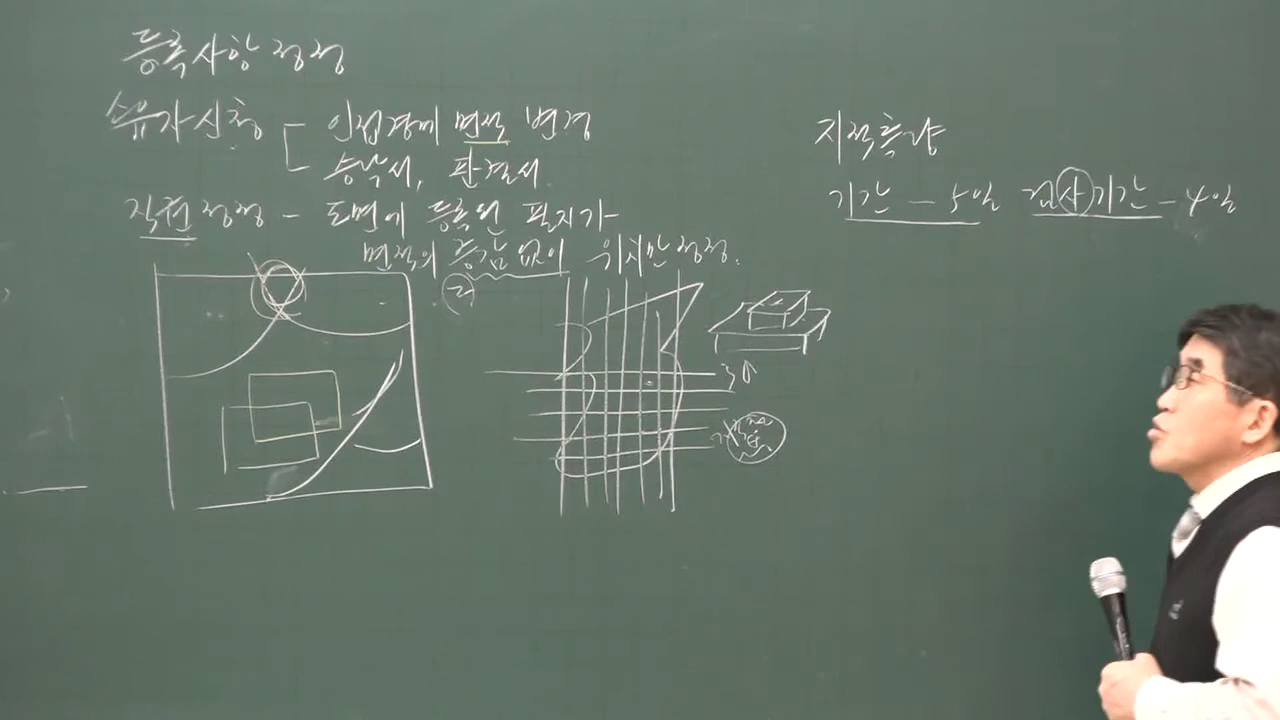 등록사항정정
소유자신청 인접경계 면적 변경
승낙서, 판결서
직권정정 - 도면에 등록된 필지가
면적의 증감없이 위치만 정정.
지적측량
기간 - 5일 검사기간 - 4일